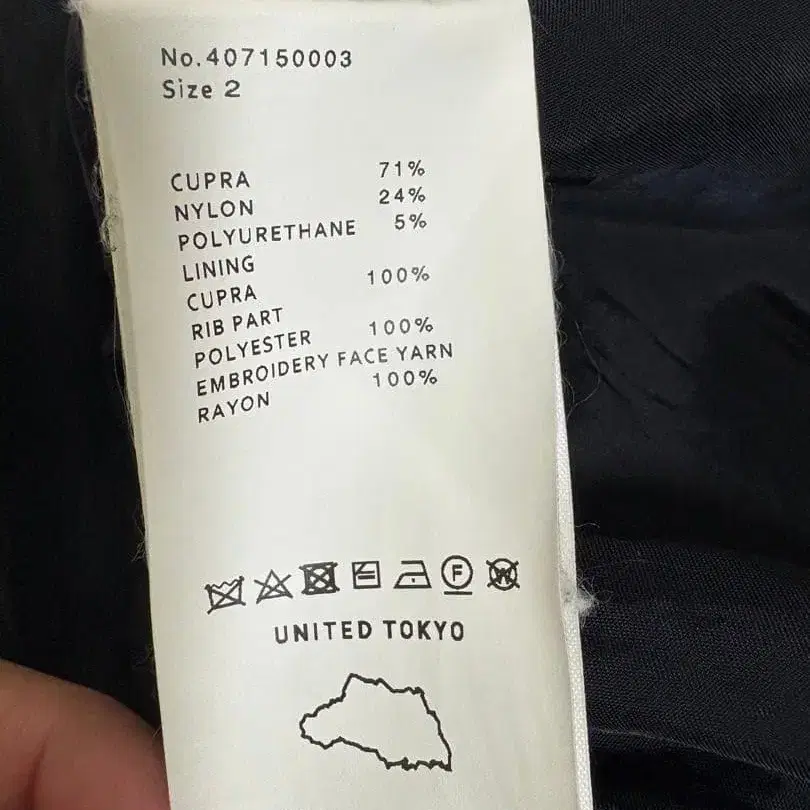 No.407150003
Size 2
CUPRA 71%
NYLON 24%
POLYURETHANE 5%
LINING
CUPRA 100%
RIB PART
POLYESTER 100%
EMBROIDERY FACE YARN
RAYON 100%
F W
UNITED TOKYO